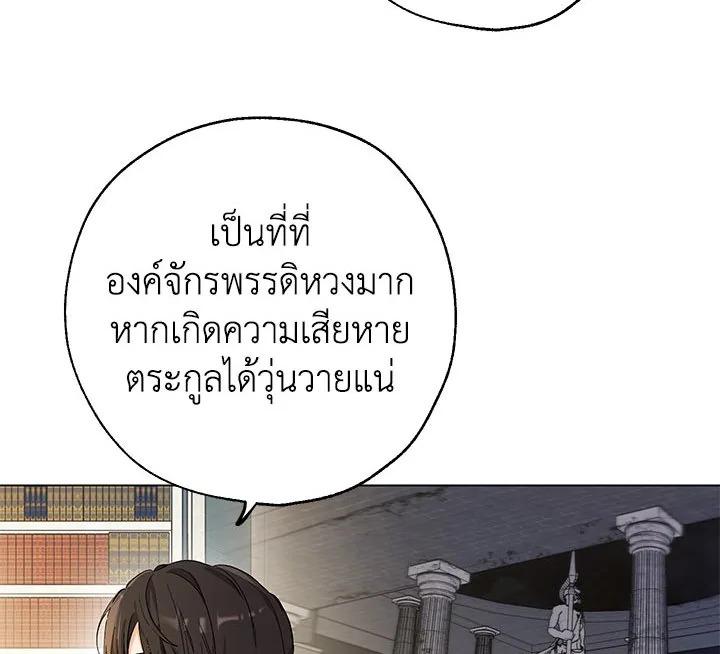 เป็นที่ที่
องค์จักรพรรดิหวงมาก
หากเกิดความเสียหาย
ตระกูลได้วุ่นวายแน่